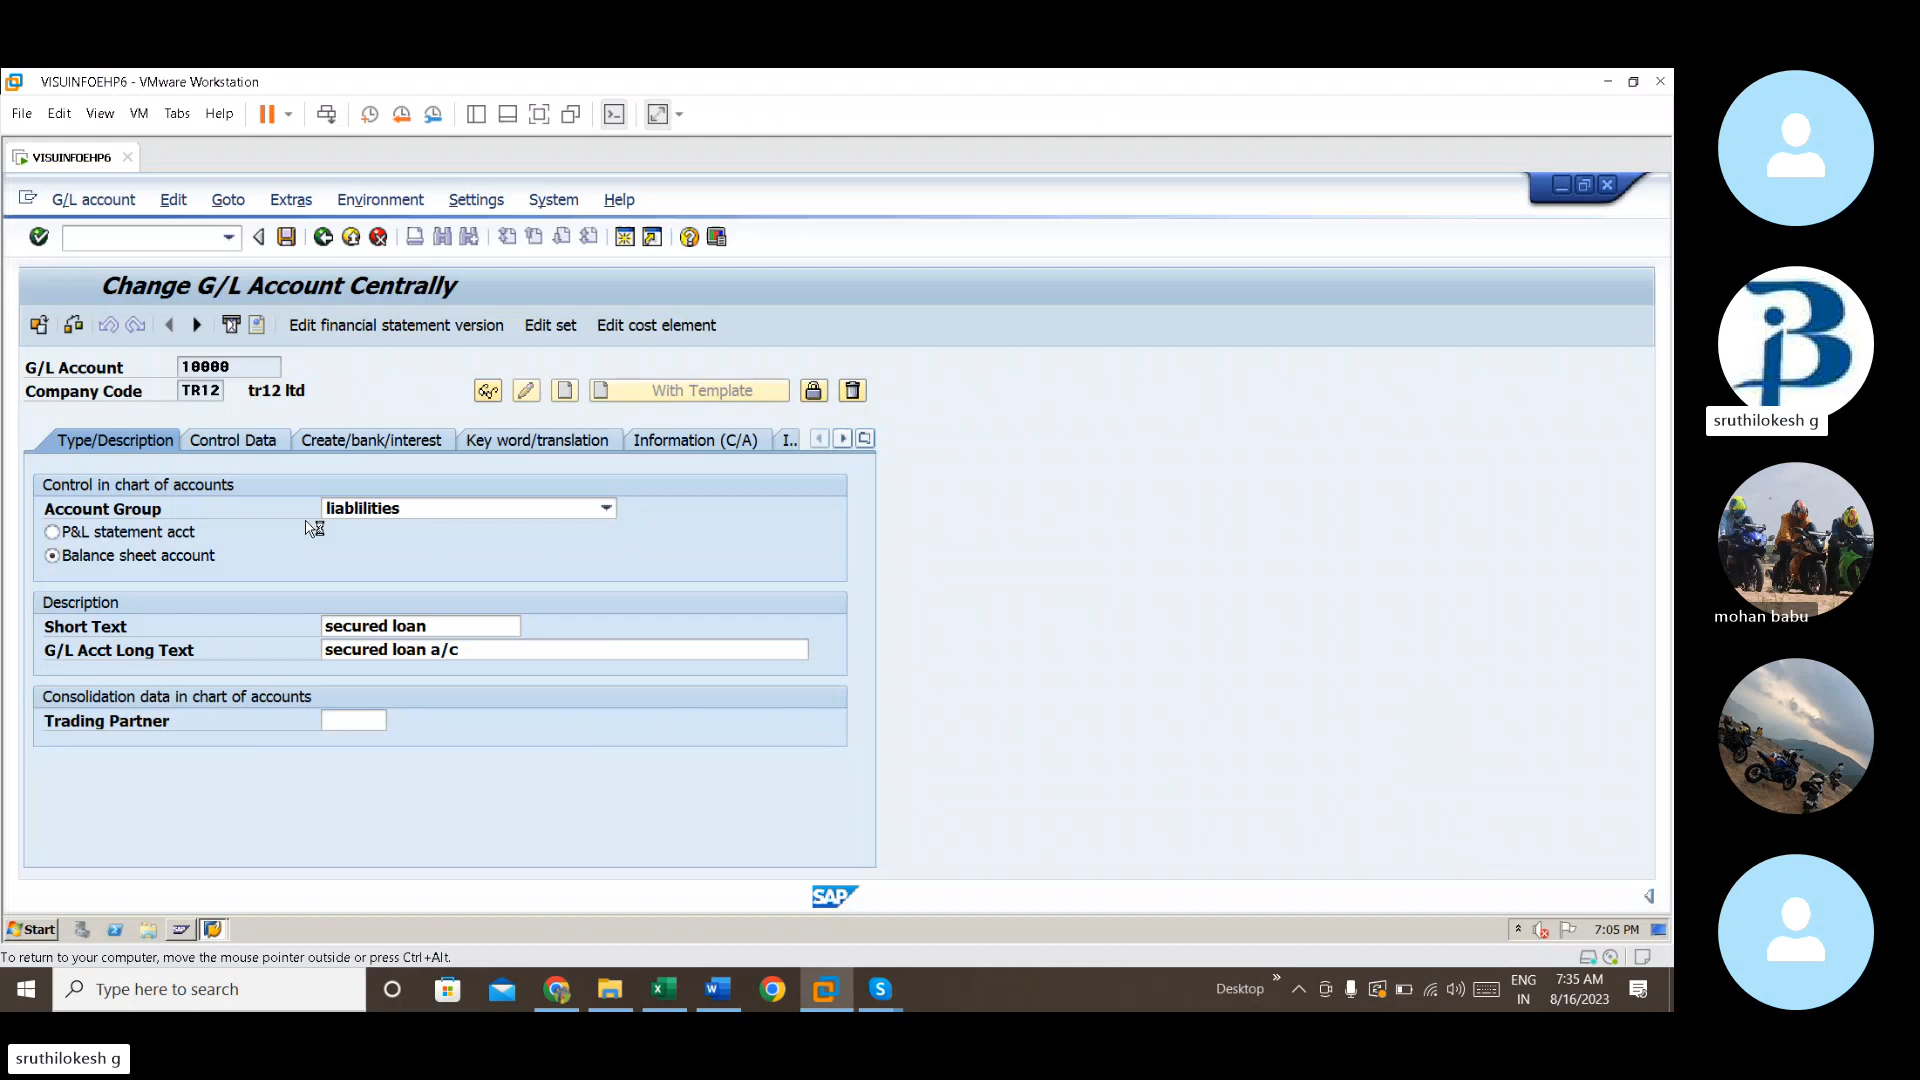 VISUINFOEHP6 - VMware Workstation
File Edit View VM Tabs Help
VISUINFOEHP6
G/L account Edit Goto Extras Environment Settings System Help
Change G/L Account Centrally
Edit financial statement version Edit set Edit cost element
G/L Account 10000
Company Code TR12 tr12 ltd With Template
Type/Description Control Data Create/bank/interest Key word/translation Information (C/A) I..
Control in chart of accounts
Account Group liablilities
P&L statement acct
Balance sheet account
Description
Short Text secured loan
G/L Acct Long Text secured loan a/c
Consolidation data in chart of accounts
Trading Partner
SAP
Start 7:05 PM
To return to your computer, move the mouse pointer outside or press Ctrl+Alt.
Type here to search Desktop » ENG 7:35 AM
IN 8/16/2023
sruthilokesh g
mohan babu
sruthilokesh g